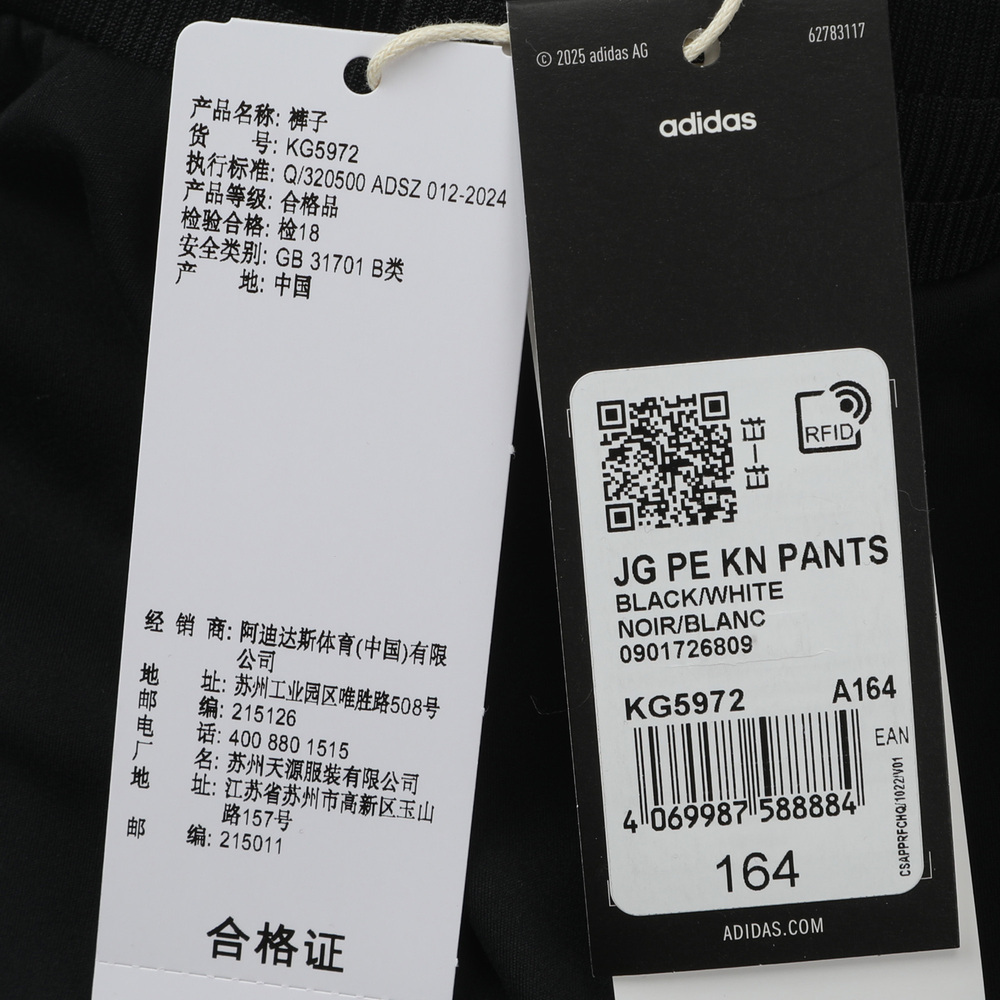 产品名称: 裤子
货 号: KG5972
执行标准: Q/320500 ADSZ 012-2024
产品等级: 合格品
检验合格: 检18
安全类别: GB 31701 B类
产 地: 中国
经 销 商: 阿迪达斯体育(中国)有限
公司
地 址: 苏州工业园区唯胜路508号
邮 编: 215126
电 话: 400 880 1515
厂 名: 苏州天源服装有限公司
地 址: 江苏省苏州市高新区玉山
路157号
邮 编: 215011
合格证
© 2025 adidas AG
62783117
adidas
扫一扫
RFID
JG PE KN PANTS
BLACK/WHITE
NOIR/BLANC
0901726809
KG5972 A164
EAN
4 069987 588884
CSAPPRFCHQ/1022/V01
164
ADIDAS.COM